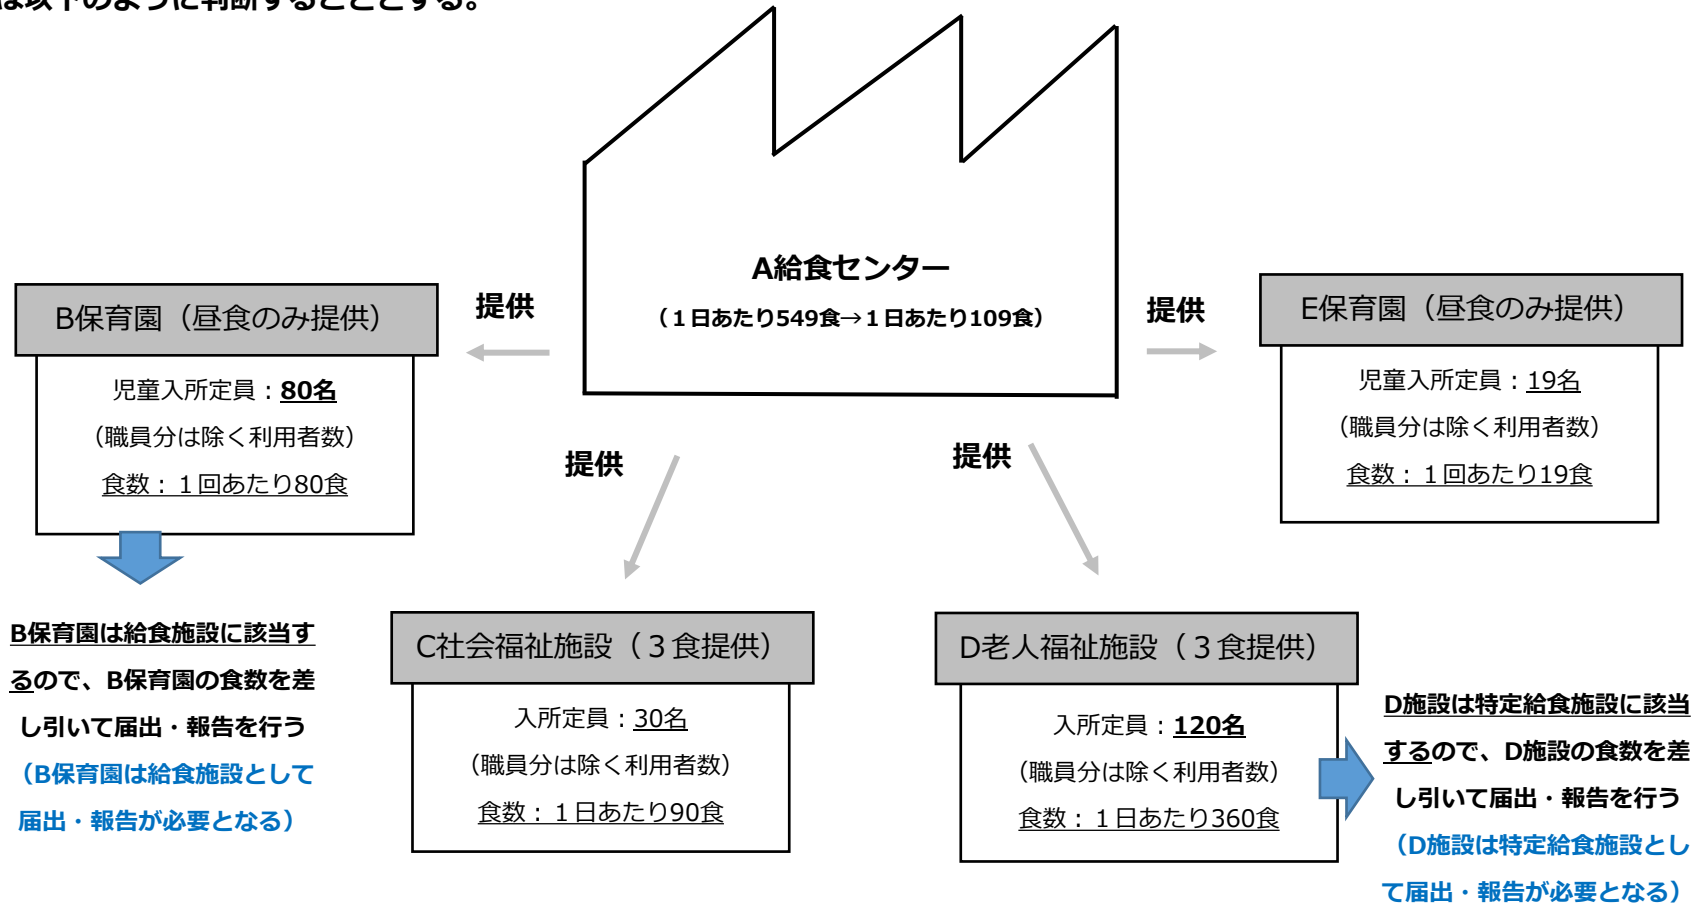 は以下のように判断することとする。
A給食センター
（１日あたり549食→１日あたり109食）
提供
提供
提供
提供
B保育園（昼食のみ提供）
児童入所定員：80名
（職員分は除く利用者数）
食数：１回あたり80食
B保育園は給食施設に該当す
るので、B保育園の食数を差
し引いて届出・報告を行う
（B保育園は給食施設として
届出・報告が必要となる）
C社会福祉施設（３食提供）
入所定員：30名
（職員分は除く利用者数）
食数：１日あたり90食
D老人福祉施設（３食提供）
入所定員：120名
（職員分は除く利用者数）
食数：１日あたり360食
E保育園（昼食のみ提供）
児童入所定員：19名
（職員分は除く利用者数）
食数：１回あたり19食
D施設は特定給食施設に該当
するので、D施設の食数を差
し引いて届出・報告を行う
（D施設は特定給食施設とし
て届出・報告が必要となる）